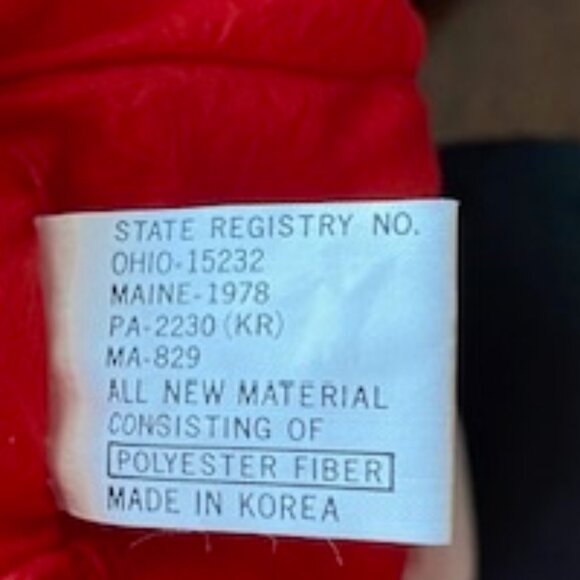 STATE REGISTRY NO.
OHIO-15232
MAINE-1978
PA-2230 (KR)
MA-829
ALL NEW MATERIAL
CONSISTING OF
POLYESTER FIBER
MADE IN KOREA